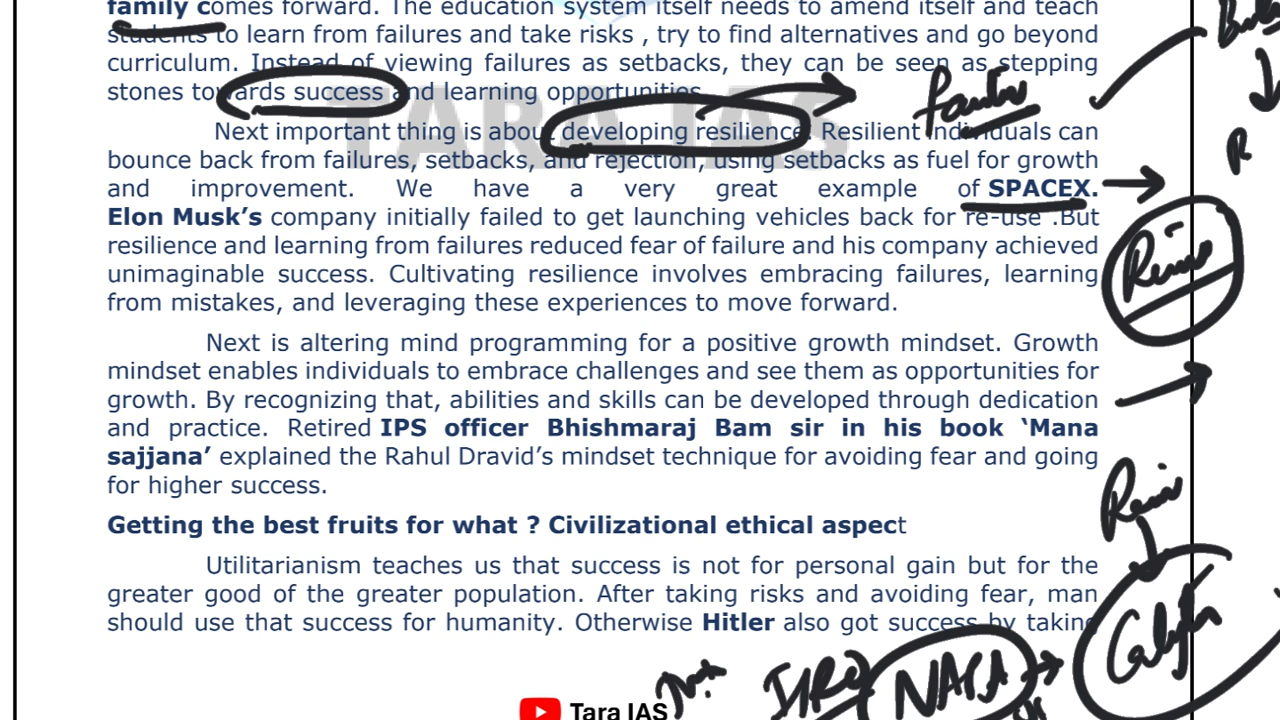 family comes forward. The education system itself needs to amend itself and teach
students to learn from failures and take risks , try to find alternatives and go beyond
curriculum. Instead of viewing failures as setbacks, they can be seen as stepping
stones towards success and learning opportunities.
TARA IAS
Next important thing is about developing resilience. Resilient individuals can
bounce back from failures, setbacks, and rejection, using setbacks as fuel for growth
and improvement. We have a very great example of SPACEX.
Elon Musk's company initially failed to get launching vehicles back for re-use .But
resilience and learning from failures reduced fear of failure and his company achieved
unimaginable success. Cultivating resilience involves embracing failures, learning
from mistakes, and leveraging these experiences to move forward.
Next is altering mind programming for a positive growth mindset. Growth
mindset enables individuals to embrace challenges and see them as opportunities for
growth. By recognizing that, abilities and skills can be developed through dedication
and practice. Retired IPS officer Bhishmaraj Bam sir in his book ‘Mana
sajjana’ explained the Rahul Dravid’s mindset technique for avoiding fear and going
for higher success.
Getting the best fruits for what ? Civilizational ethical aspect
Utilitarianism teaches us that success is not for personal gain but for the
greater good of the greater population. After taking risks and avoiding fear, man
should use that success for humanity. Otherwise Hitler also got success by taking
ISRO NASA
Tara IAS
R